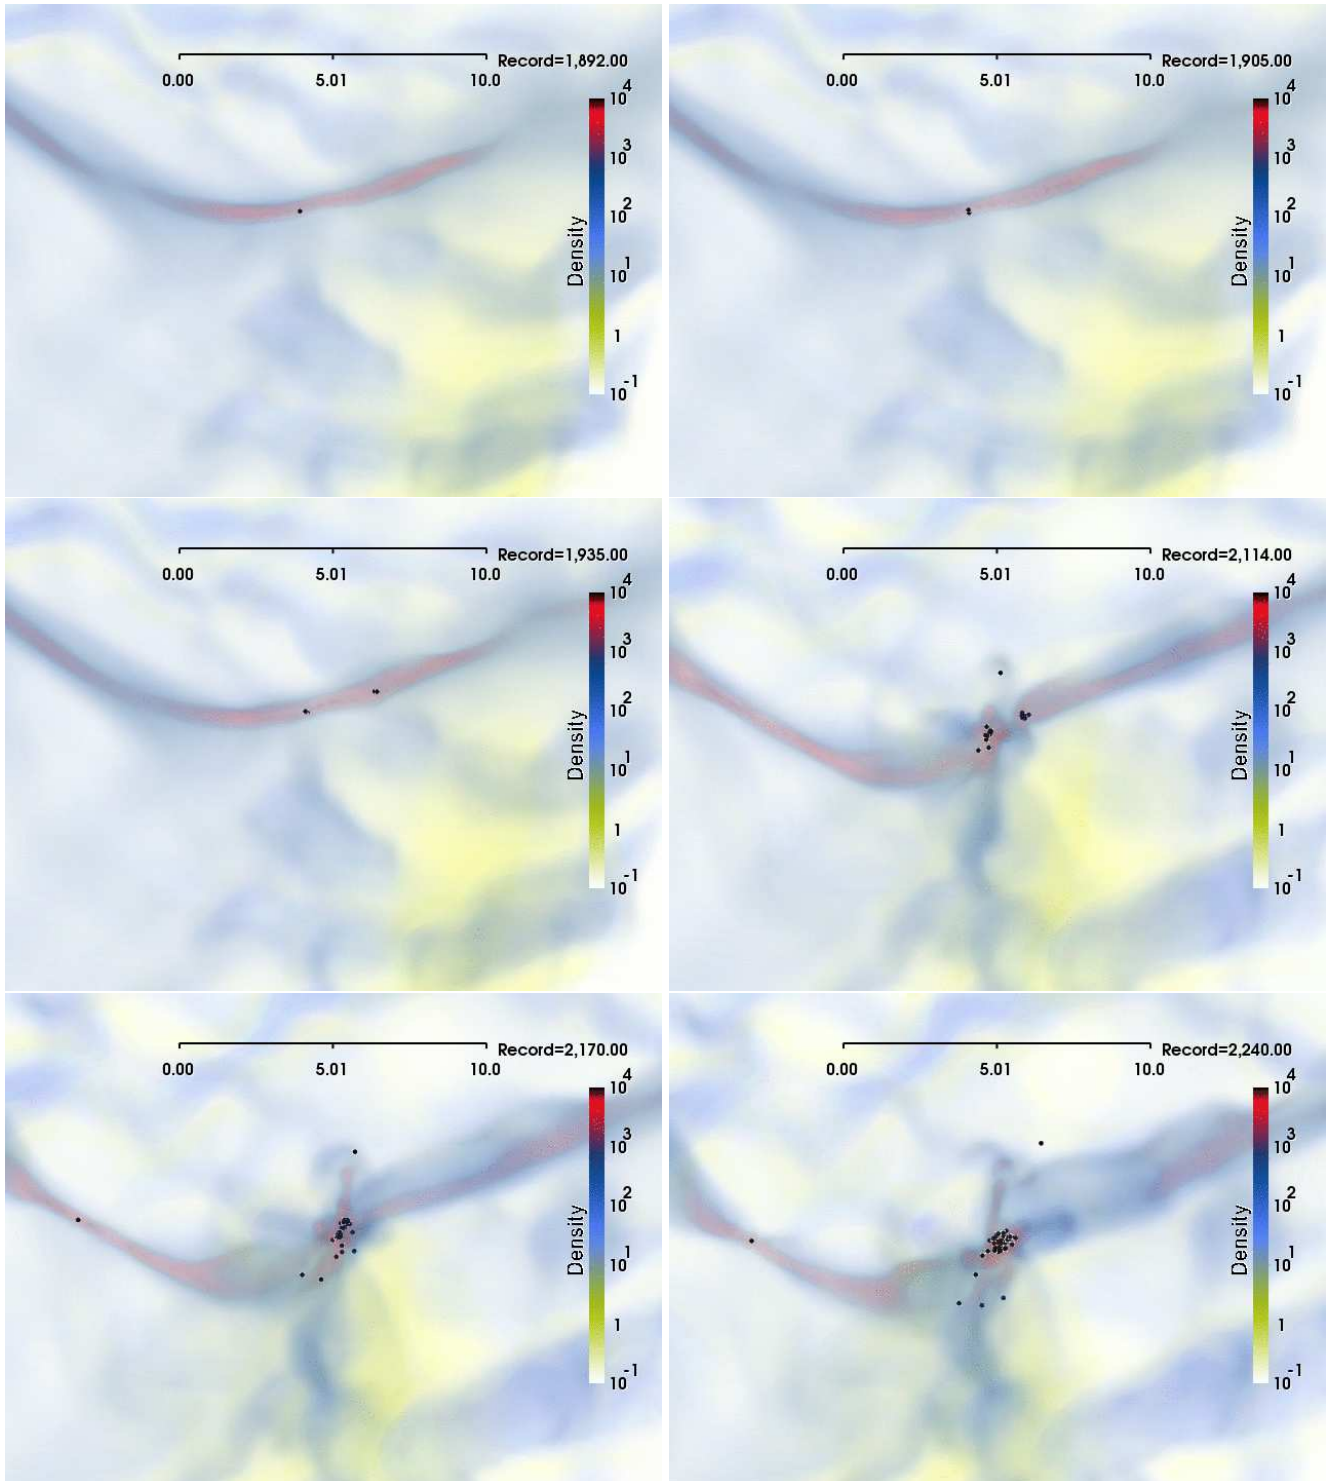 Record=1,892.00
0.00 5.01 10.0
10^4
10^3
10^2
10^1
1
10^-1
Density
Record=1,905.00
0.00 5.01 10.0
10^4
10^3
10^2
10^1
1
10^-1
Density
Record=1,935.00
0.00 5.01 10.0
10^4
10^3
10^2
10^1
1
10^-1
Density
Record=2,114.00
0.00 5.01 10.0
10^4
10^3
10^2
10^1
1
10^-1
Density
Record=2,170.00
0.00 5.01 10.0
10^4
10^3
10^2
10^1
1
10^-1
Density
Record=2,240.00
0.00 5.01 10.0
10^4
10^3
10^2
10^1
1
10^-1
Density